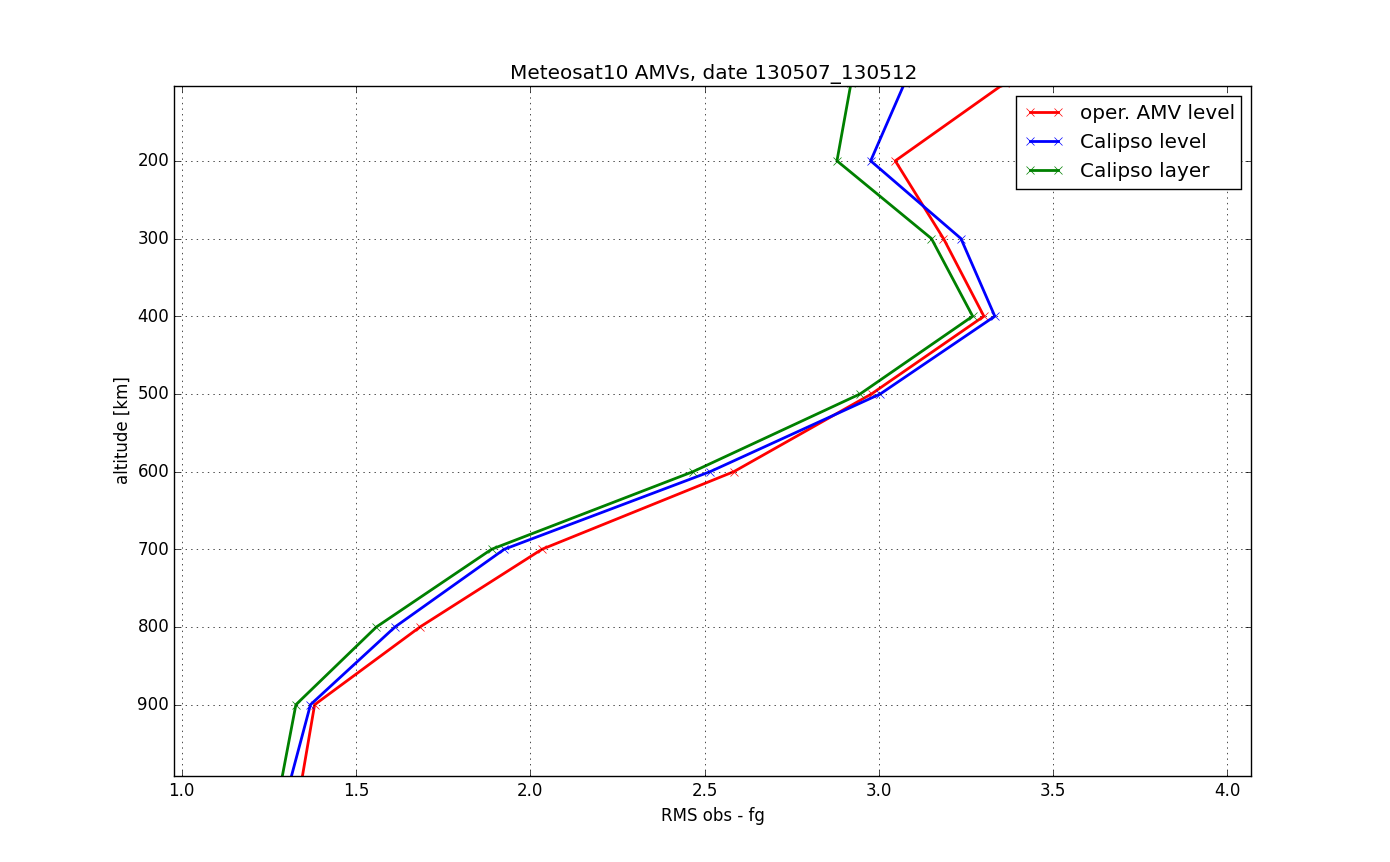 Meteosat10 AMVs, date 130507_130512
oper. AMV level
Calipso level
Calipso layer
200
300
400
500
600
700
800
900
altitude [km]
1.0 1.5 2.0 2.5 3.0 3.5 4.0
RMS obs - fg